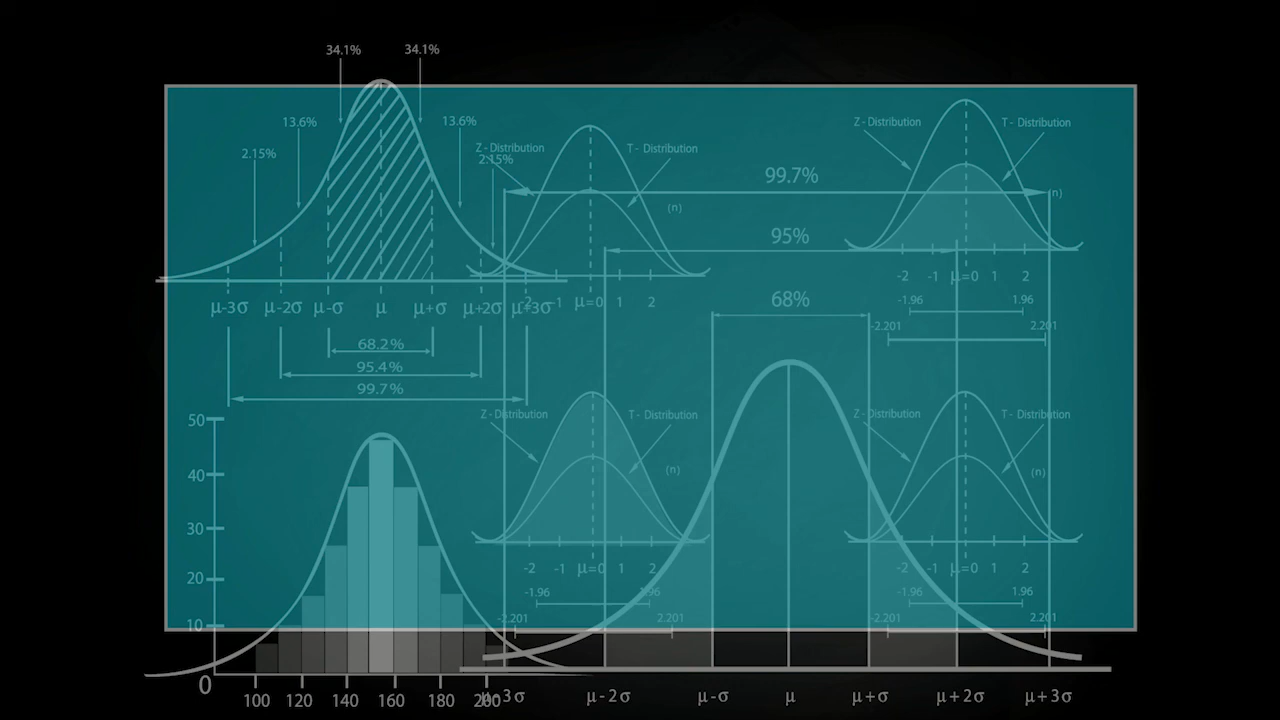 34.1% 34.1%
13.6% 13.6%
2.15% 2.15%
μ-3σ μ-2σ μ-σ μ μ+σ μ+2σ μ+3σ
68.2%
95.4%
99.7%
Z - Distribution T - Distribution
(n)
-2 -1 μ=0 1 2
99.7%
95%
68%
Z - Distribution T - Distribution
(n)
-2 -1 μ=0 1 2
-1.96 1.96
-2.201 2.201
50
40
30
20
10
0
100 120 140 160 180 200
Z - Distribution T - Distribution
(n)
-2 -1 μ=0 1 2
-1.96 1.96
-2.201 2.201
Z - Distribution T - Distribution
(n)
-2 -1 μ=0 1 2
-1.96 1.96
-2.201 2.201
μ-3σ μ-2σ μ-σ μ μ+σ μ+2σ μ+3σ